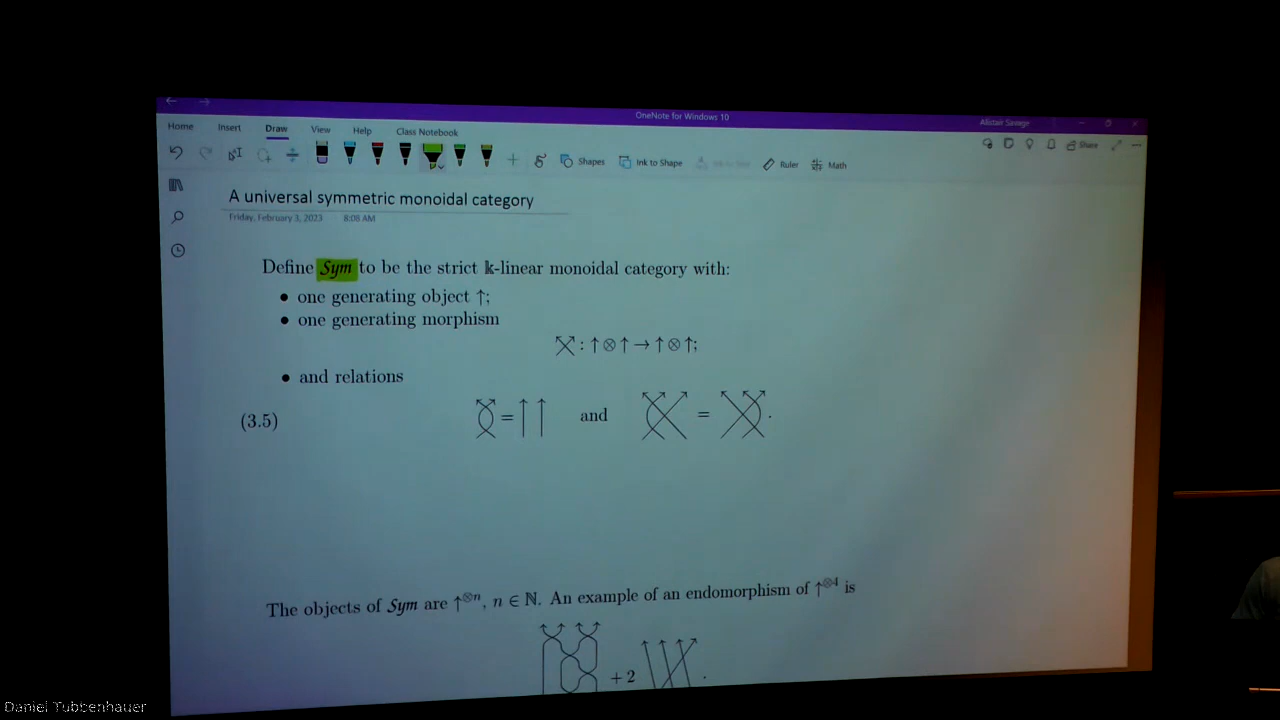 OneNote for Windows 10
Alistair Savage
Home Insert Draw View Help Class Notebook
Shapes Ink to Shape Ruler Math Share
A universal symmetric monoidal category
Friday, February 3, 2023 8:08 AM
Define Sym to be the strict 𝕜-linear monoidal category with:
• one generating object ↑;
• one generating morphism
: ↑ ⊗ ↑ → ↑ ⊗ ↑;
• and relations
(3.5) = ↑ ↑ and = .
The objects of Sym are ↑⊗n, n ∈ ℕ. An example of an endomorphism of ↑⊗4 is
+ 2 .
Daniel Tubbenhauer